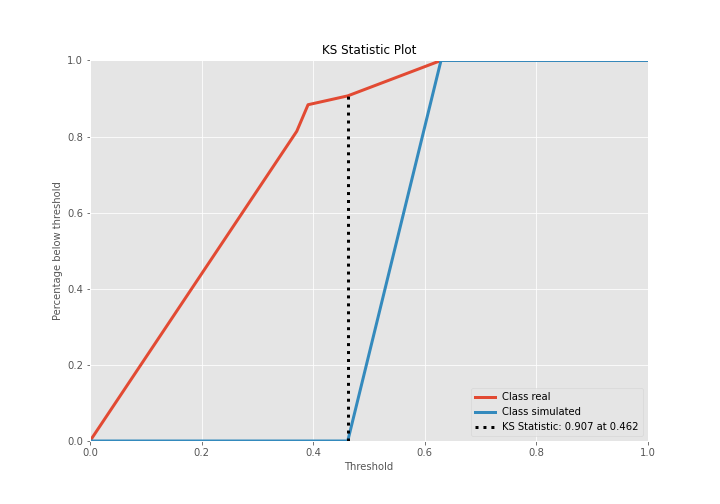 KS Statistic Plot
1.0
0.8
0.6
0.4
0.2
0.0
Percentage below threshold
Class real
Class simulated
KS Statistic: 0.907 at 0.462
0.0 0.2 0.4 0.6 0.8 1.0
Threshold